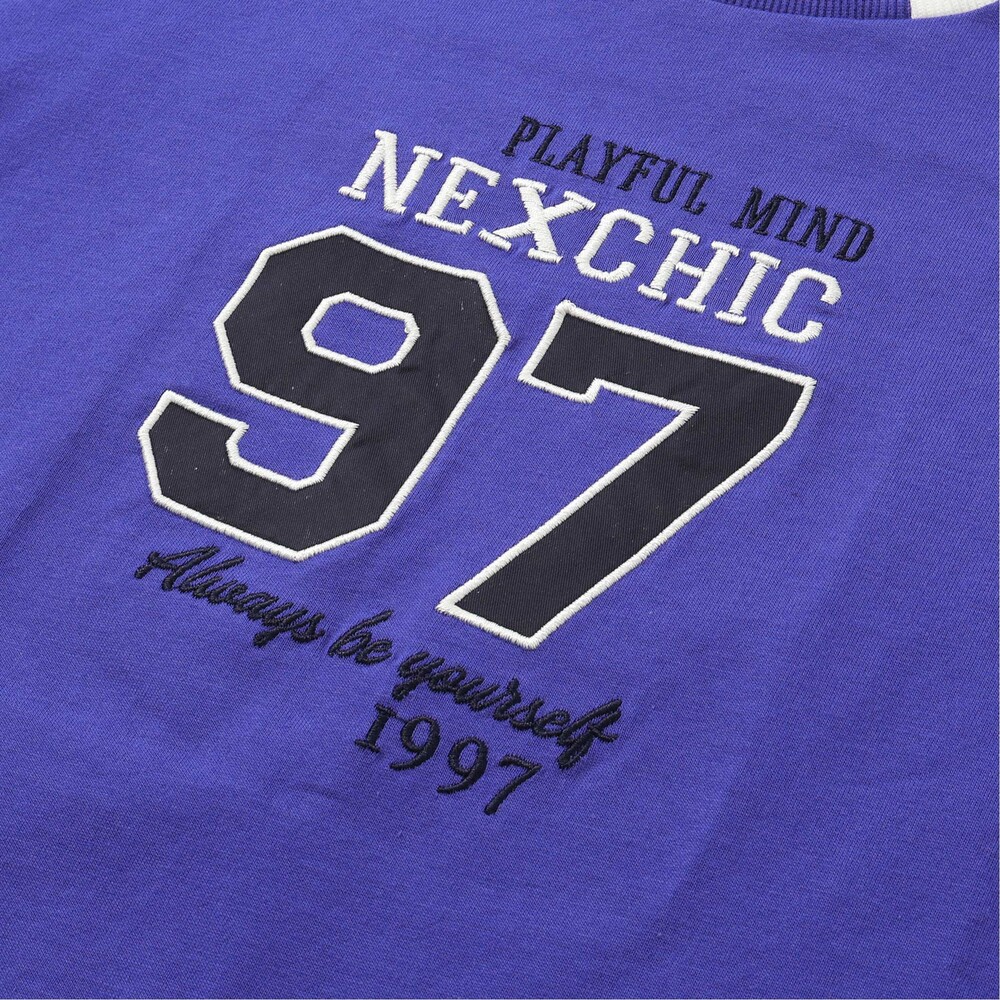 PLAYFUL MIND
NEXCHIC
97
Always be yourself
1997